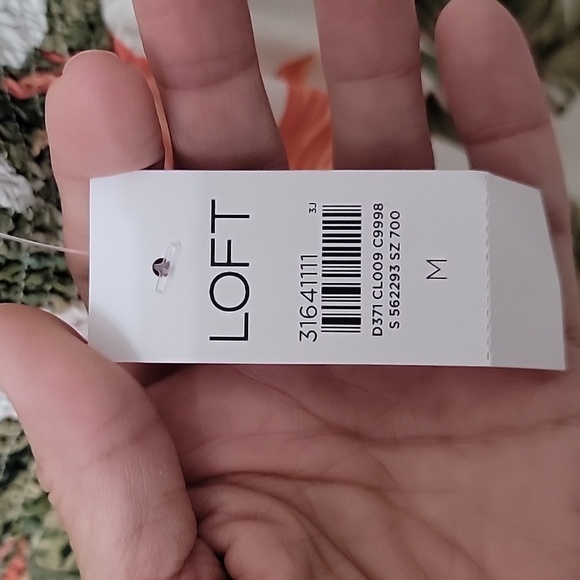 LOFT
3J
31641111
D371 CL009 C9998
S 562293 SZ 700
M